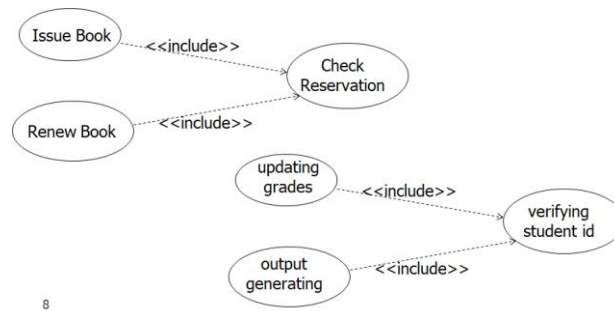 Issue Book
<<include>>
Check
Reservation
Renew Book
<<include>>
updating
grades
<<include>>
verifying
student id
output
generating
<<include>>
8